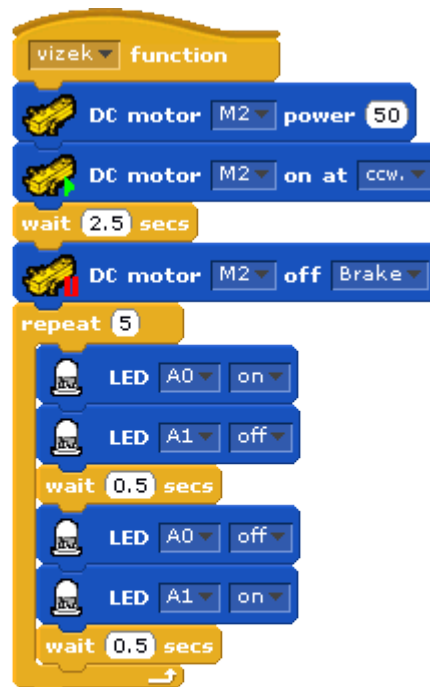 vizek function
DC motor M2 power 50
DC motor M2 on at ccw.
wait 2.5 secs
DC motor M2 off Brake
repeat 5
LED A0 on
LED A1 off
wait 0.5 secs
LED A0 off
LED A1 on
wait 0.5 secs